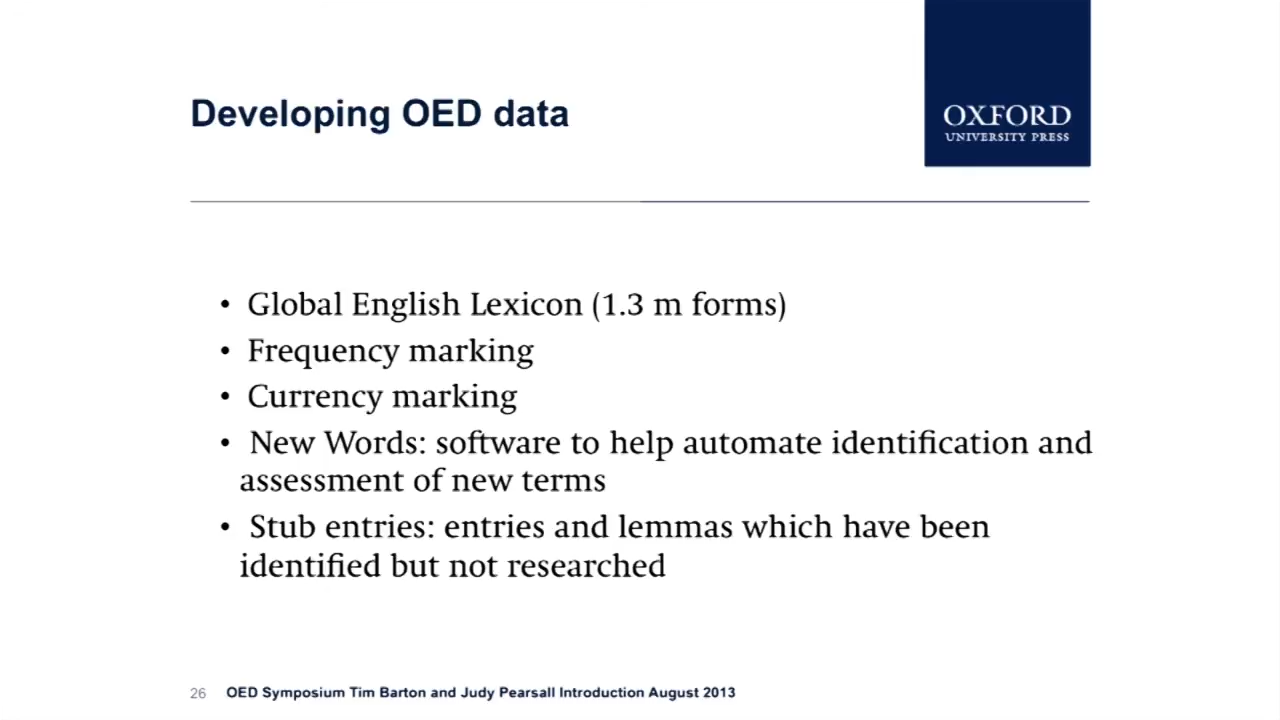 Developing OED data
OXFORD
UNIVERSITY PRESS
• Global English Lexicon (1.3 m forms)
• Frequency marking
• Currency marking
• New Words: software to help automate identification and
assessment of new terms
• Stub entries: entries and lemmas which have been
identified but not researched
26 OED Symposium Tim Barton and Judy Pearsall Introduction August 2013